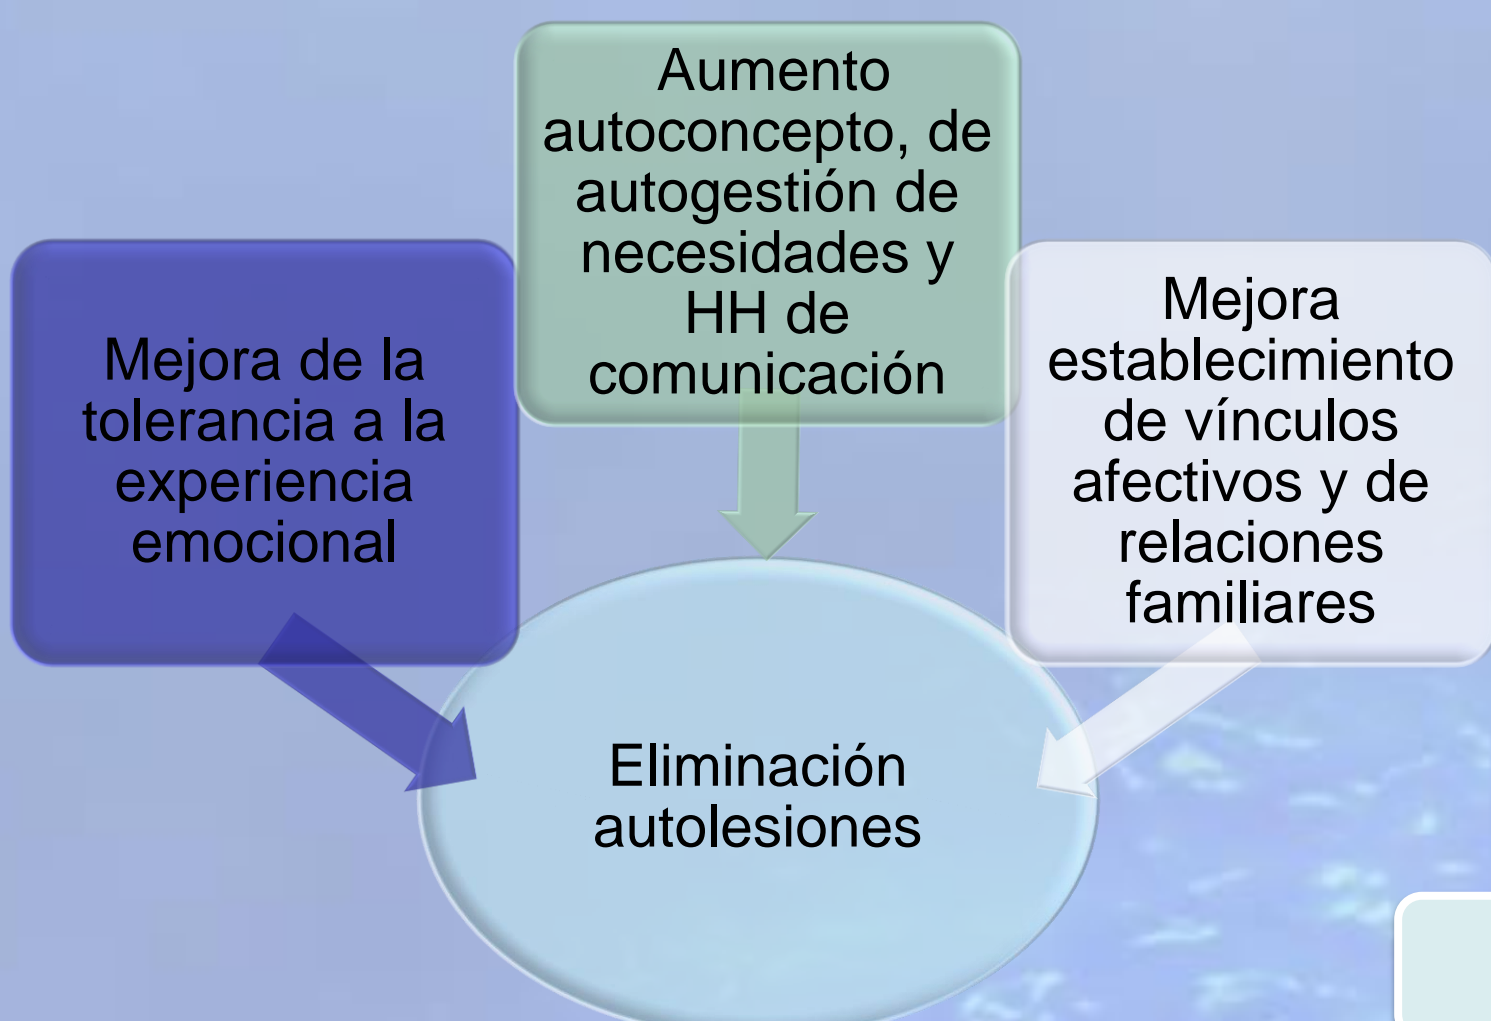 Mejora de la
tolerancia a la
experiencia
emocional
Aumento
autoconcepto, de
autogestión de
necesidades y
HH de
comunicación
Mejora
establecimiento
de vínculos
afectivos y de
relaciones
familiares
Eliminación
autolesiones